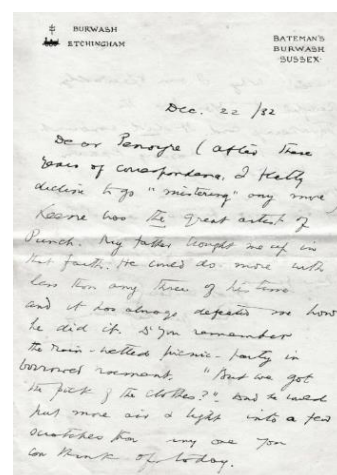 BURWASH
ETCHINGHAM
BATEMAN'S
BURWASH
SUSSEX
Dec. 22 /32
Dear Penoyre (after these
years of correspondence I flatly
decline to go "mistering" any more)
Keene was the great artist of
Punch. My father brought me up in
that faith. He could do more with
less than any three of his time
and it has always defeated me how
he did it. D'you remember
the rain-wetted picnic-party in
borrowed raiment. "But we got
the pick of the clothes?" And he could
put more air & light into a few
scratches than any one you
can think of today.